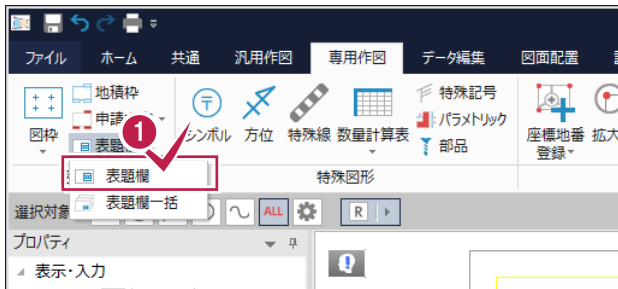 ファイル ホーム 共通 汎用作図 専用作図 データ編集 図面配置
図枠
地積枠
申請
表題
シンボル 方位 特殊線 数量計算表
特殊記号
パラメトリック
部品
座標地番
登録
拡大
1
表題欄
表題欄一括
特殊図形
選択対象
ALL
R
プロパティ
表示・入力